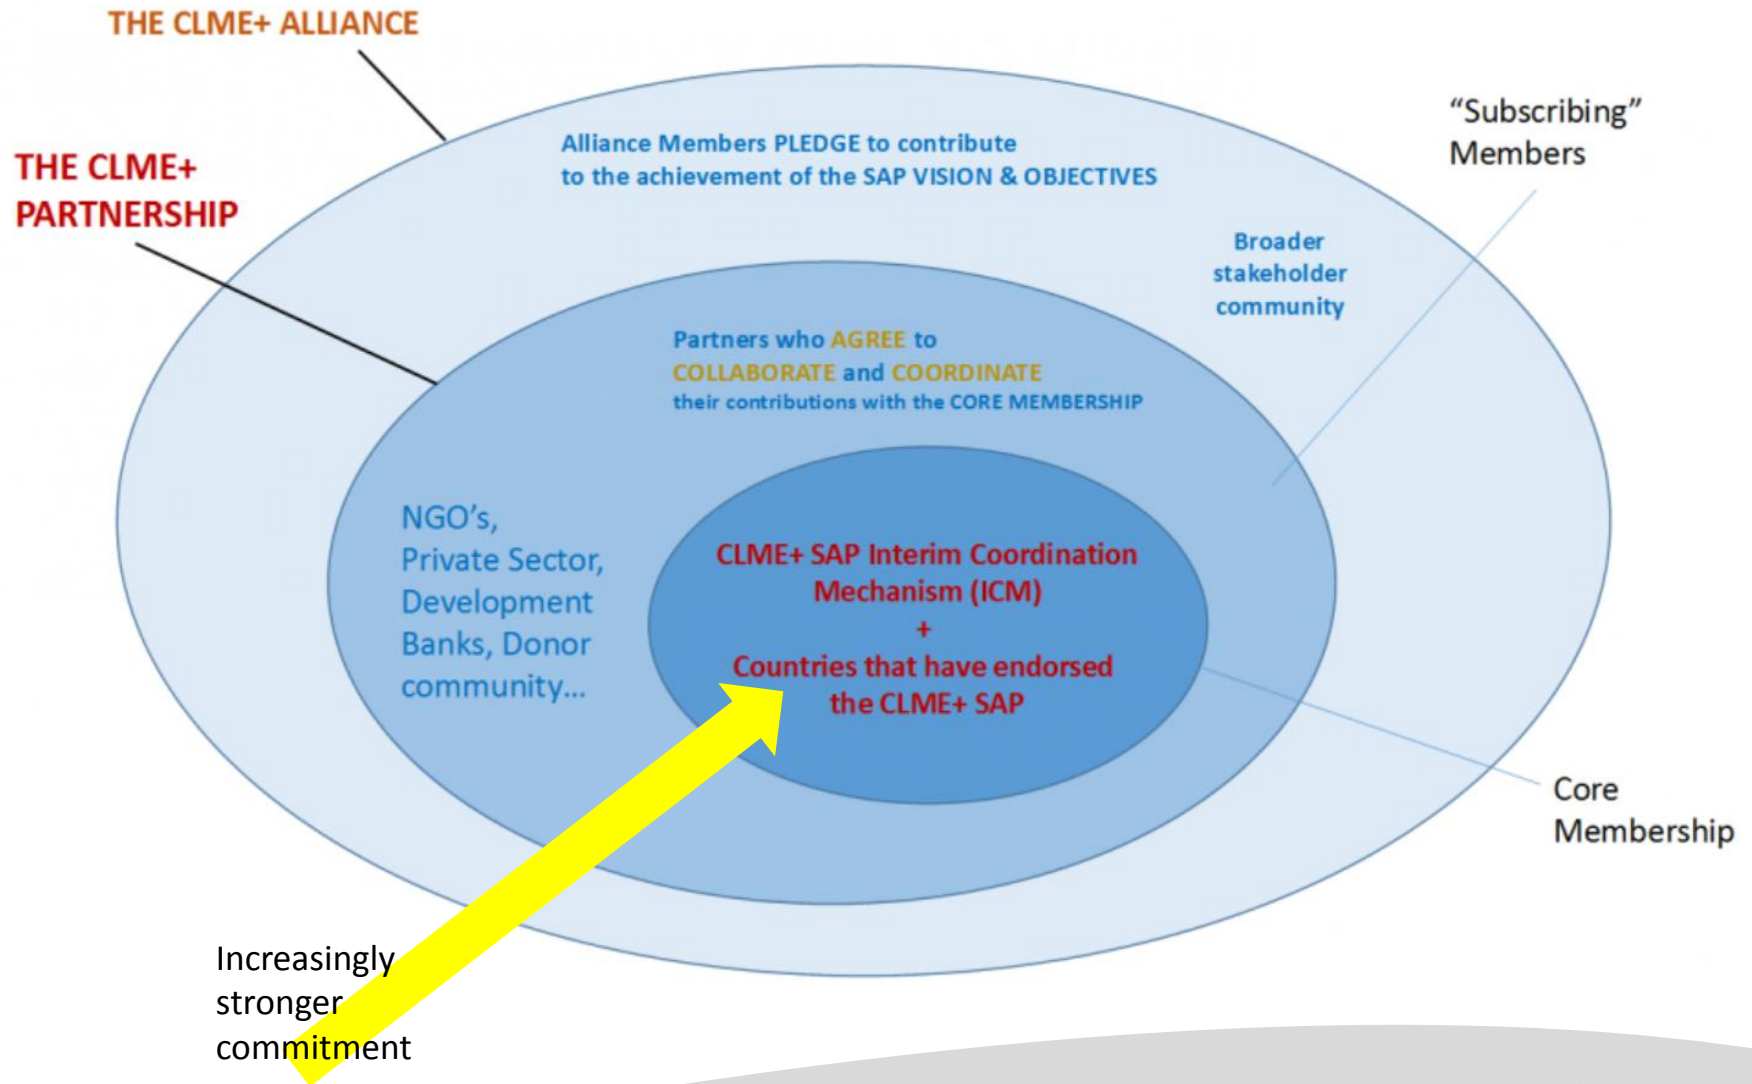 THE CLME+ ALLIANCE
THE CLME+
PARTNERSHIP
“Subscribing”
Members
Alliance Members PLEDGE to contribute
to the achievement of the SAP VISION & OBJECTIVES
Broader
stakeholder
community
Partners who AGREE to
COLLABORATE and COORDINATE
their contributions with the CORE MEMBERSHIP
NGO’s,
Private Sector,
Development
Banks, Donor
community...
CLME+ SAP Interim Coordination
Mechanism (ICM)
+
Countries that have endorsed
the CLME+ SAP
Core
Membership
Increasingly
stronger
commitment